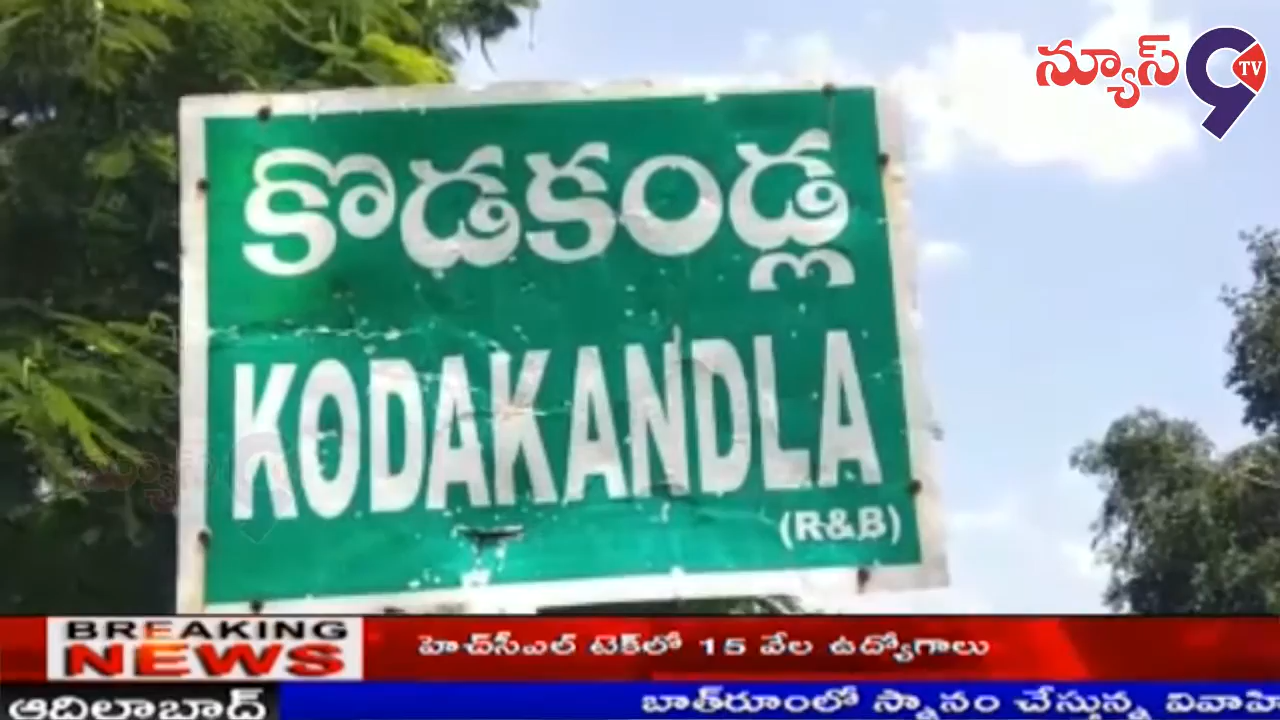 న్యూస్ 9 TV
కొడకండ్ల
KODAKANDLA
(R&B)
BREAKING
NEWS
హెచ్‌సీఎల్ టెక్‌లో 15 వేల ఉద్యోగాలు
ఆదిలాబాద్
బాత్‌రూంలో స్నానం చేస్తున్న వివాహి